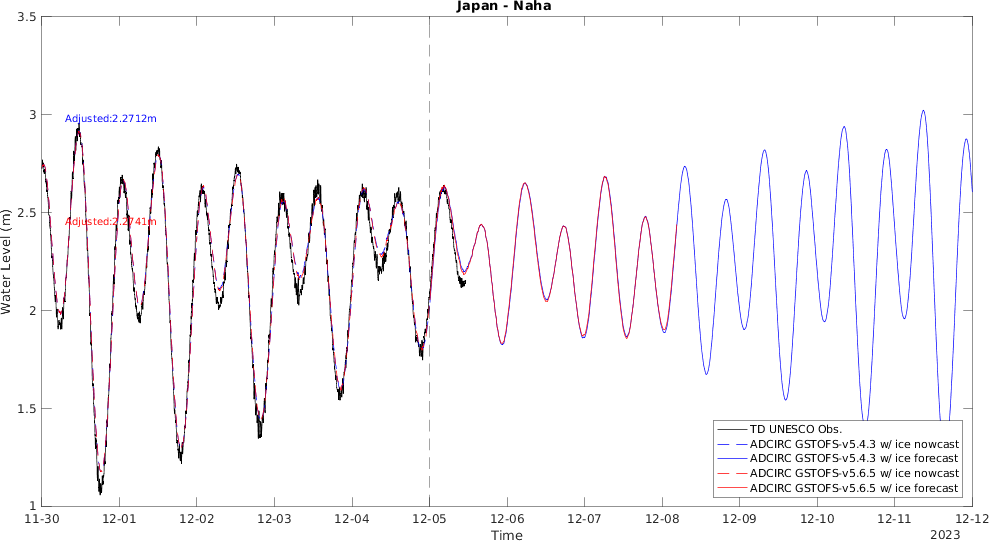 Japan - Naha
3.5
3
2.5
2
1.5
1
Water Level (m)
Adjusted:2.2712m
Adjusted:2.2741m
TD UNESCO Obs.
ADCIRC GSTOFS-v5.4.3 w/ ice nowcast
ADCIRC GSTOFS-v5.4.3 w/ ice forecast
ADCIRC GSTOFS-v5.6.5 w/ ice nowcast
ADCIRC GSTOFS-v5.6.5 w/ ice forecast
11-30 12-01 12-02 12-03 12-04 12-05 12-06 12-07 12-08 12-09 12-10 12-11 12-12
Time
2023